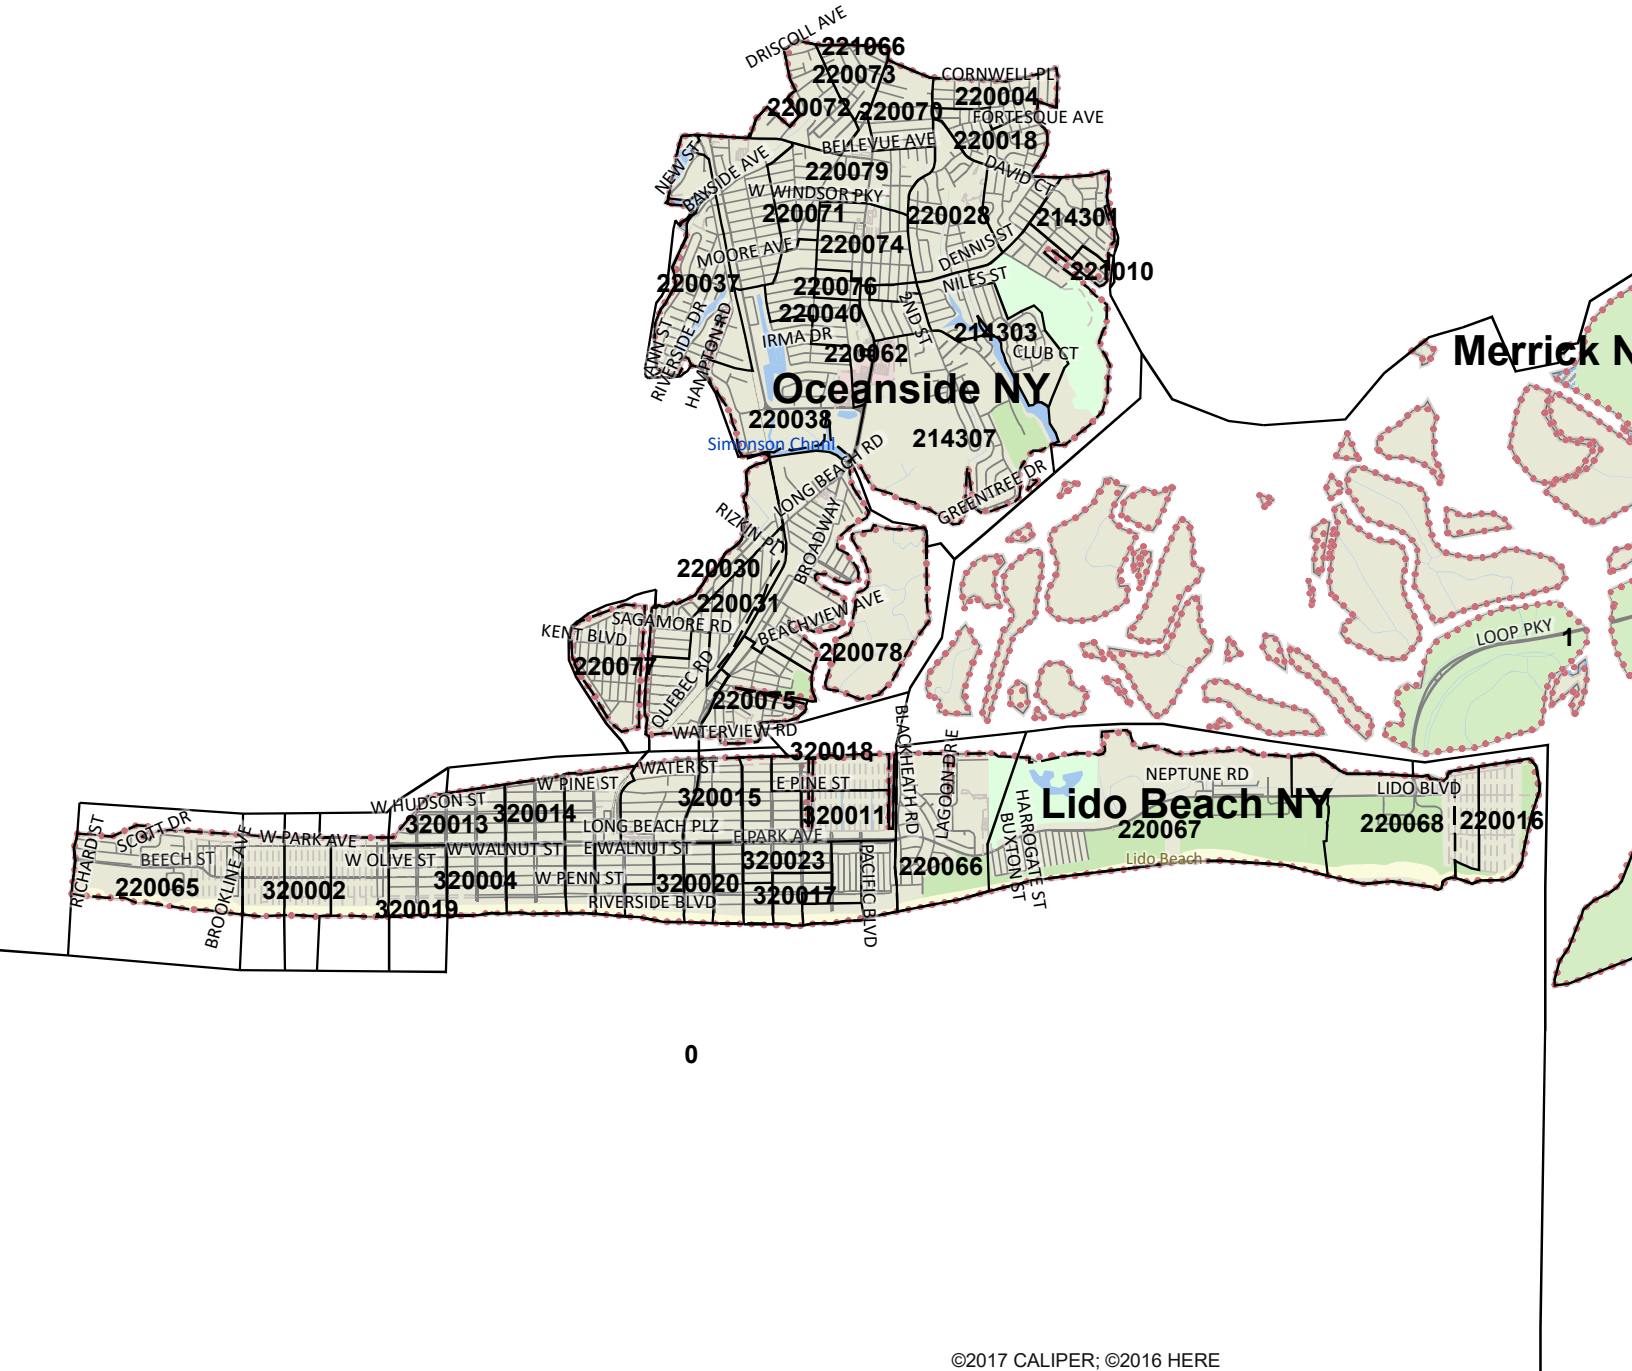 DRISCOLL AVE
221066
220073
CORNWELL PL
220004
220072
220070
FORTESQUE AVE
220018
BELLEVUE AVE
NEW ST
BAYSIDE AVE
220079
DAVID CT
W WINDSOR PKY
220071
220028
214301
MOORE AVE
220074
DENNIS ST
221010
220037
220076
NILES ST
RIVERSIDE DR
HAMPTON RD
220040
2ND ST
IRMA DR
214303
220062
CLUB CT
Merrick N
Oceanside NY
220038
Simonson Chnnl
214307
LONG BEACH RD
GREENTREE DR
RIZKIN PL
BROADWAY
220030
220031
BEACHVIEW AVE
SAGAMORE RD
KENT BLVD
LOOP PKY
1
220077
220078
QUEBEC RD
220075
WATERVIEW RD
BLACKHEATH RD
320018
LAGOON DR E
WATER ST
W PINE ST
E PINE ST
NEPTUNE RD
LIDO BLVD
W HUDSON ST
320015
Lido Beach NY
320013
320014
320011
HARROGATE ST
BUXTON ST
RICHARD ST
SCOTT DR
W PARK AVE
LONG BEACH PLZ
E PARK AVE
220067
220068
220016
BEECH ST
BROOKLINE AVE
W OLIVE ST
W WALNUT ST
E WALNUT ST
320023
PACIFIC BLVD
220066
Lido Beach
220065
320002
320004
W PENN ST
320020
320017
320019
RIVERSIDE BLVD
0
©2017 CALIPER; ©2016 HERE